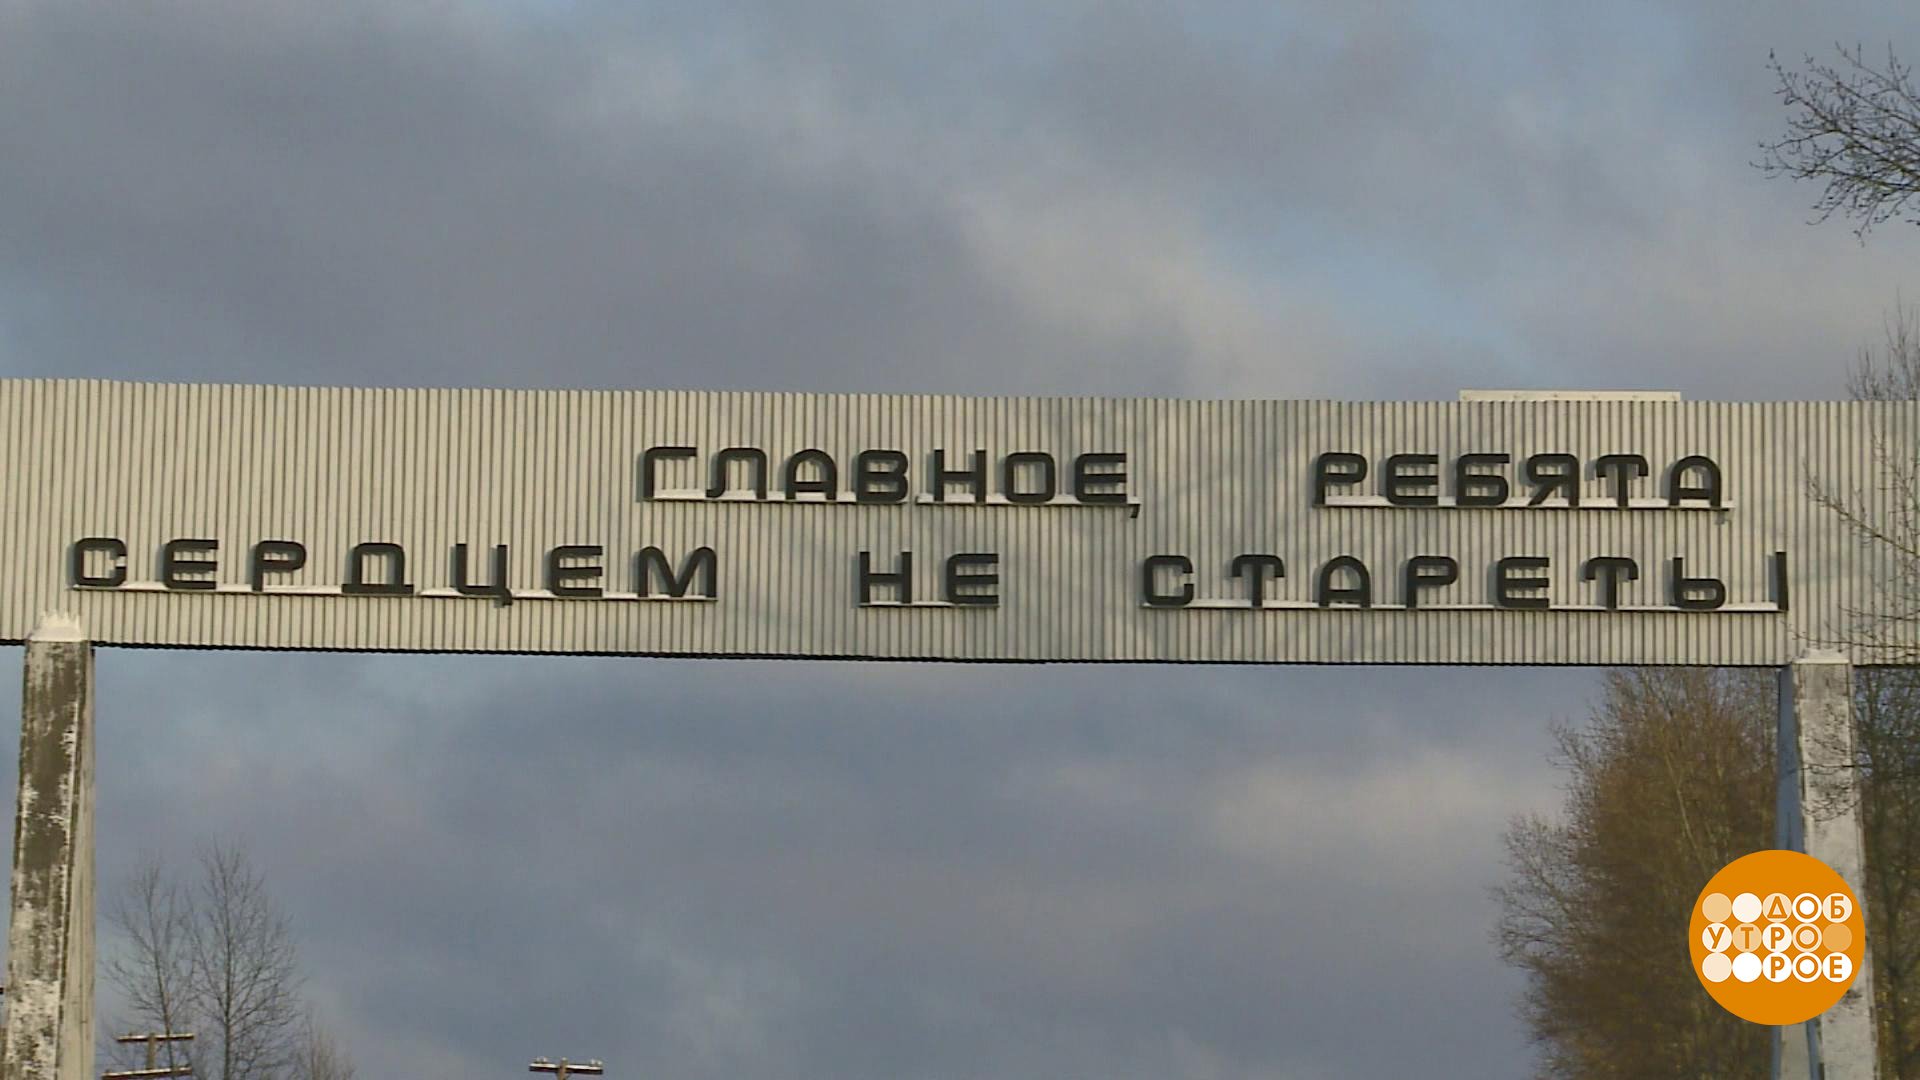 ГЛАВНОЕ, РЕБЯТА
СЕРДЦЕМ НЕ СТАРЕТЬ!
ДОБ
УТРО
РОЕ